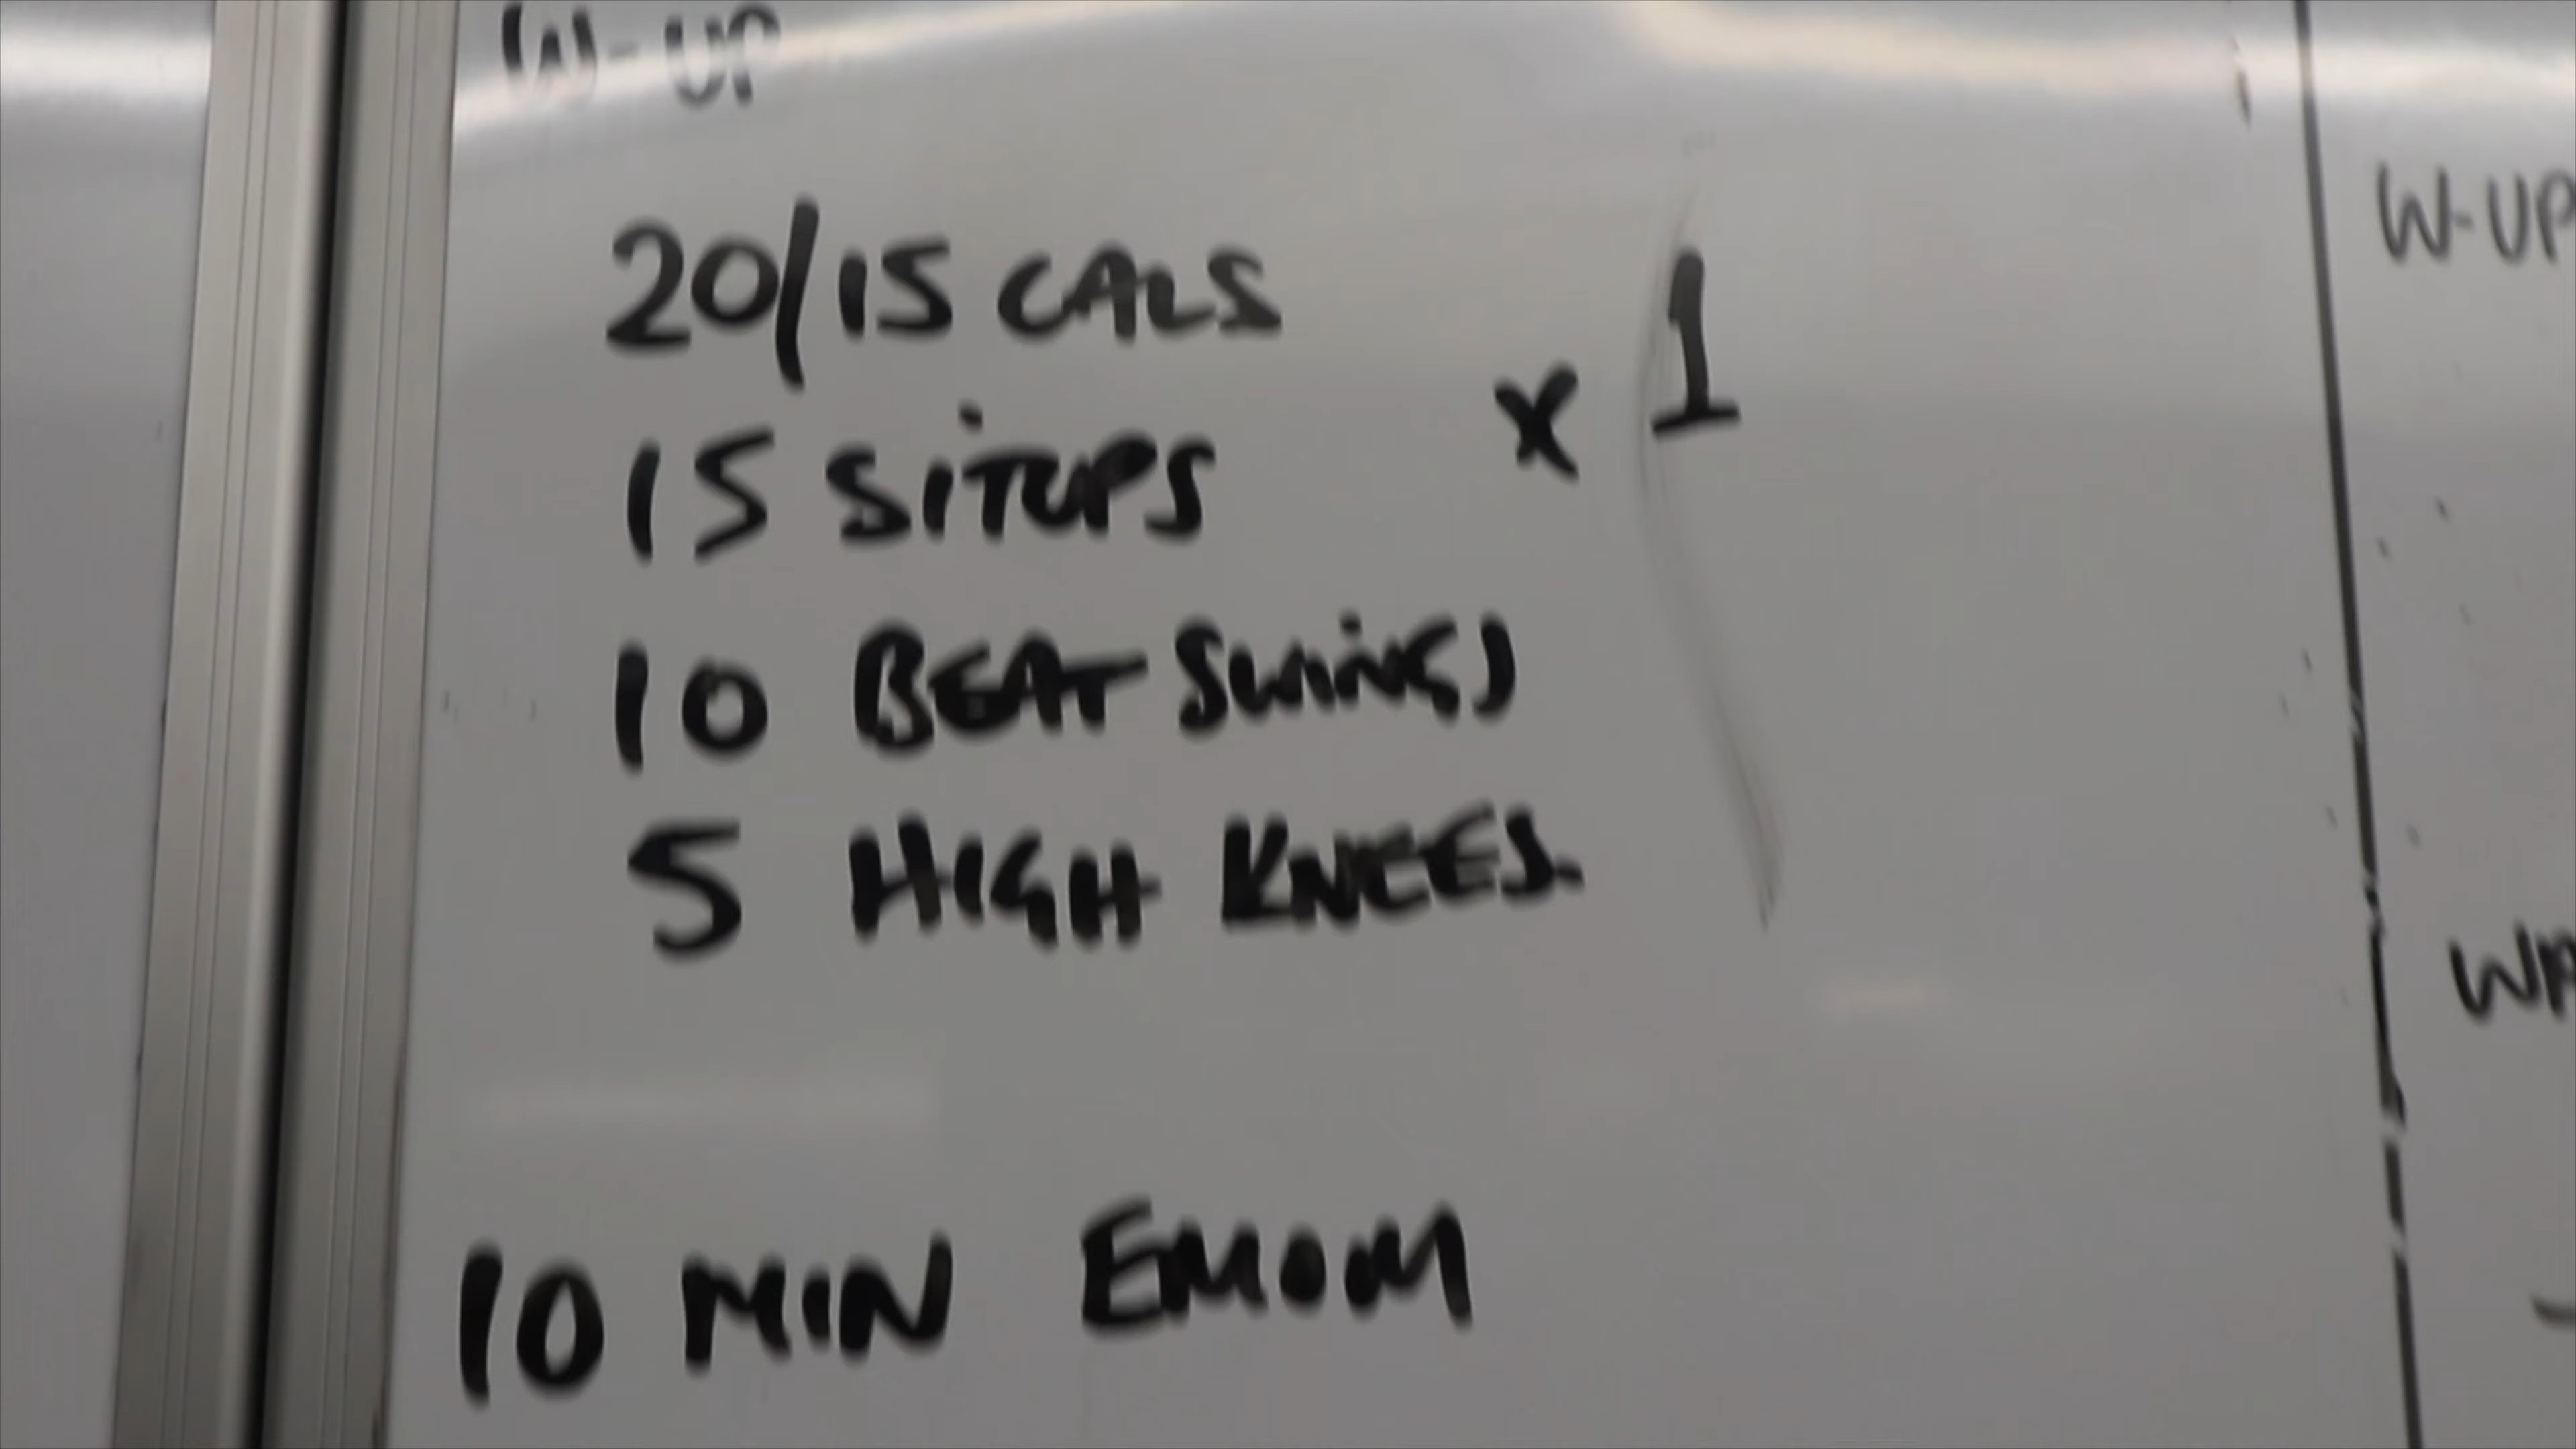 W-UP
20/15 CALS
x 1
15 SiTUPS
10 BEAT SWiNGS
5 HIGH KNEES.
10 MIN EMOM
W-UP